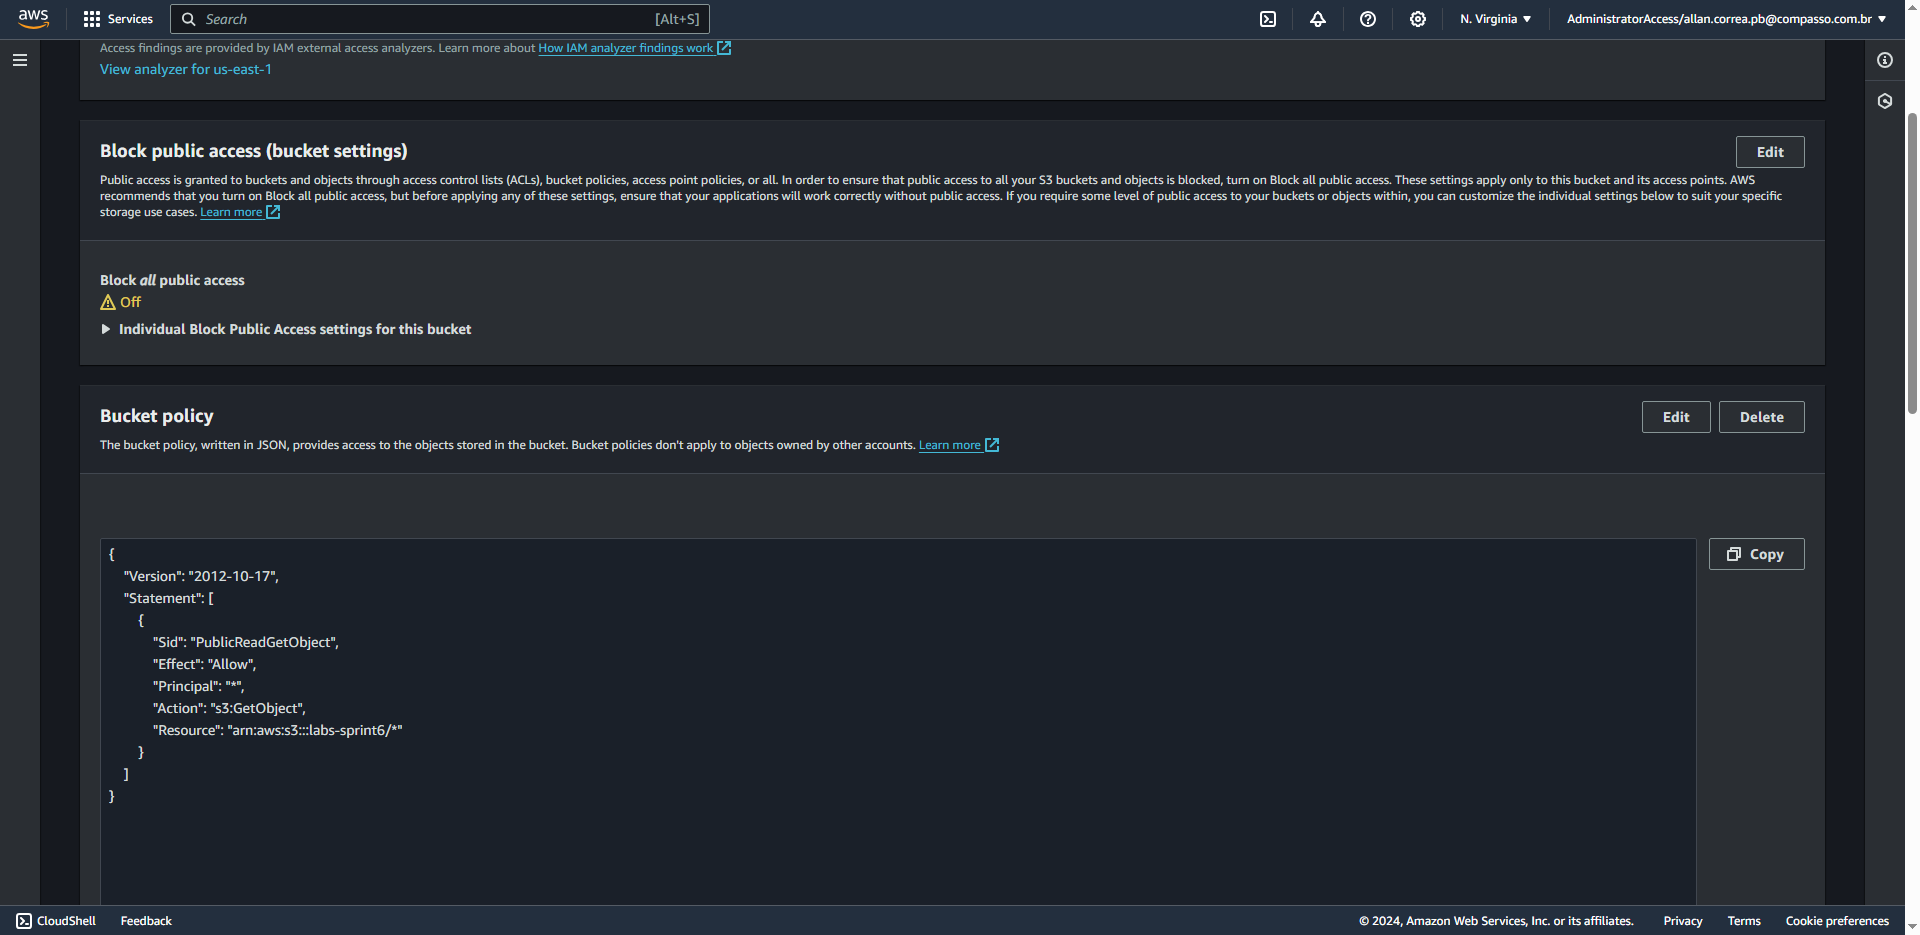 aws
Services
Search
[Alt+S]
N. Virginia
AdministratorAccess/allan.correa.pb@compasso.com.br
Access findings are provided by IAM external access analyzers. Learn more about How IAM analyzer findings work
View analyzer for us-east-1
Block public access (bucket settings)
Edit
Public access is granted to buckets and objects through access control lists (ACLs), bucket policies, access point policies, or all. In order to ensure that public access to all your S3 buckets and objects is blocked, turn on Block all public access. These settings apply only to this bucket and its access points. AWS
recommends that you turn on Block all public access, but before applying any of these settings, ensure that your applications will work correctly without public access. If you require some level of public access to your buckets or objects within, you can customize the individual settings below to suit your specific
storage use cases. Learn more
Block all public access
Off
Individual Block Public Access settings for this bucket
Bucket policy
Edit
Delete
The bucket policy, written in JSON, provides access to the objects stored in the bucket. Bucket policies don't apply to objects owned by other accounts. Learn more
Copy
{
"Version": "2012-10-17",
"Statement": [
{
"Sid": "PublicReadGetObject",
"Effect": "Allow",
"Principal": "*",
"Action": "s3:GetObject",
"Resource": "arn:aws:s3:::labs-sprint6/*"
}
]
}
CloudShell
Feedback
© 2024, Amazon Web Services, Inc. or its affiliates.
Privacy
Terms
Cookie preferences